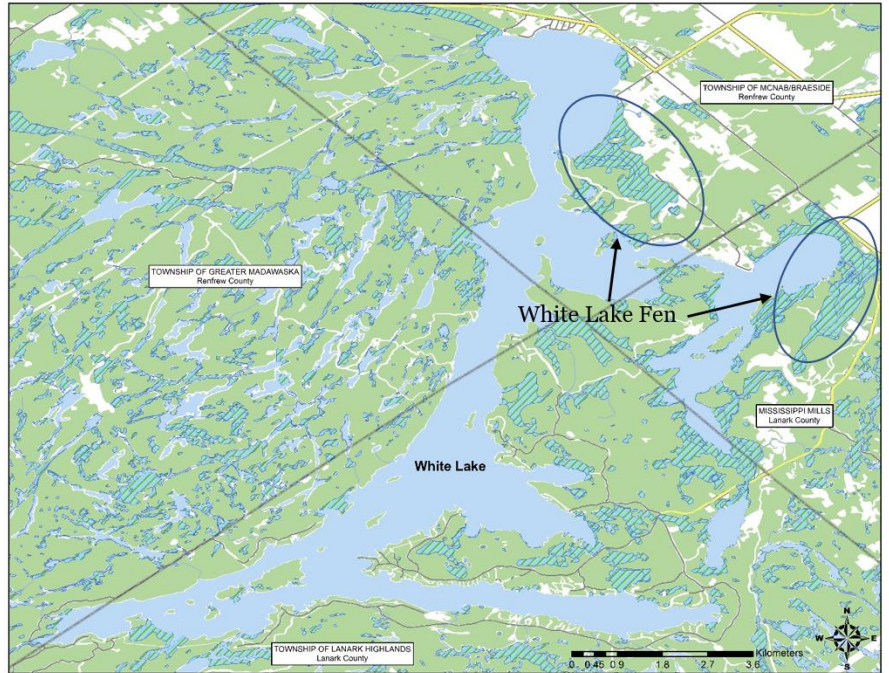 TOWNSHIP OF MCNAB/BRAESIDE
Renfrew County
TOWNSHIP OF GREATER MADAWASKA
Renfrew County
White Lake Fen
MISSISSIPPI MILLS
Lanark County
White Lake
TOWNSHIP OF LANARK HIGHLANDS
Lanark County
Kilometers
0 0.45 0.9 1.8 2.7 3.6
N
W E
S